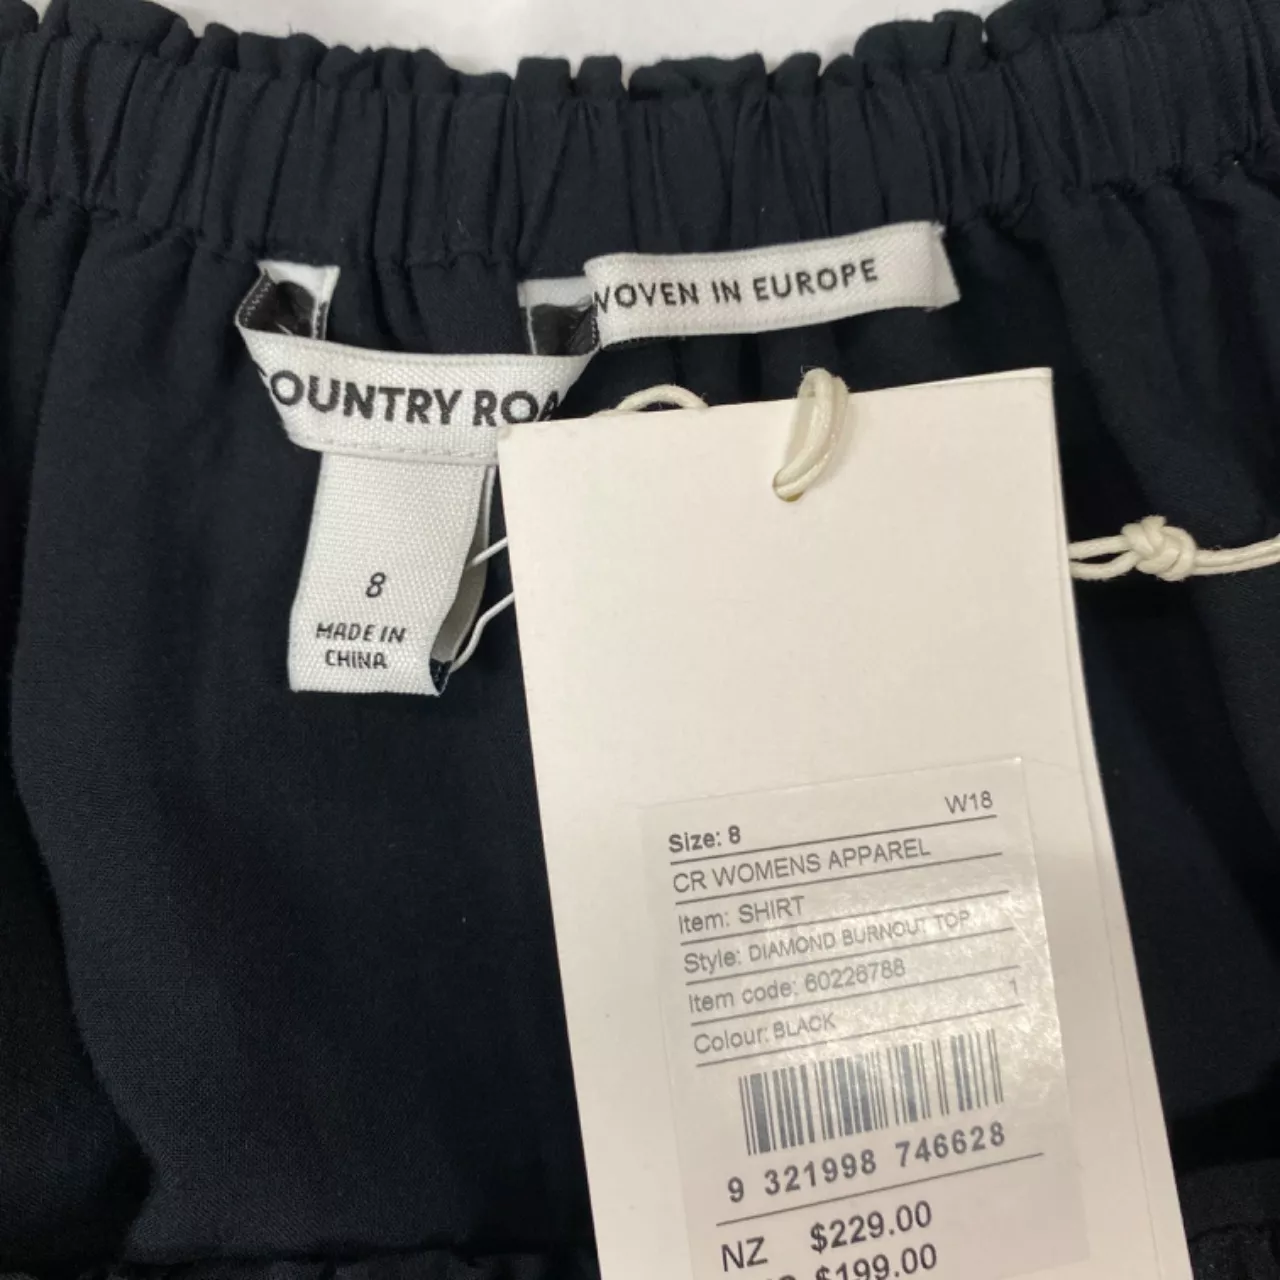 WOVEN IN EUROPE
COUNTRY ROA
8
MADE IN
CHINA
W18
Size: 8
CR WOMENS APPAREL
Item: SHIRT
Style: DIAMOND BURNOUT TOP
Item code: 60226788
1
Colour: BLACK
9 321998 746628
NZ $229.00
$199.00